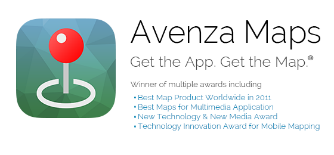 Avenza Maps
Get the App. Get the Map.®
Winner of multiple awards including
• Best Map Product Worldwide in 2011
• Best Maps for Multimedia Application
• New Technology & New Media Award
• Technology Innovation Award for Mobile Mapping